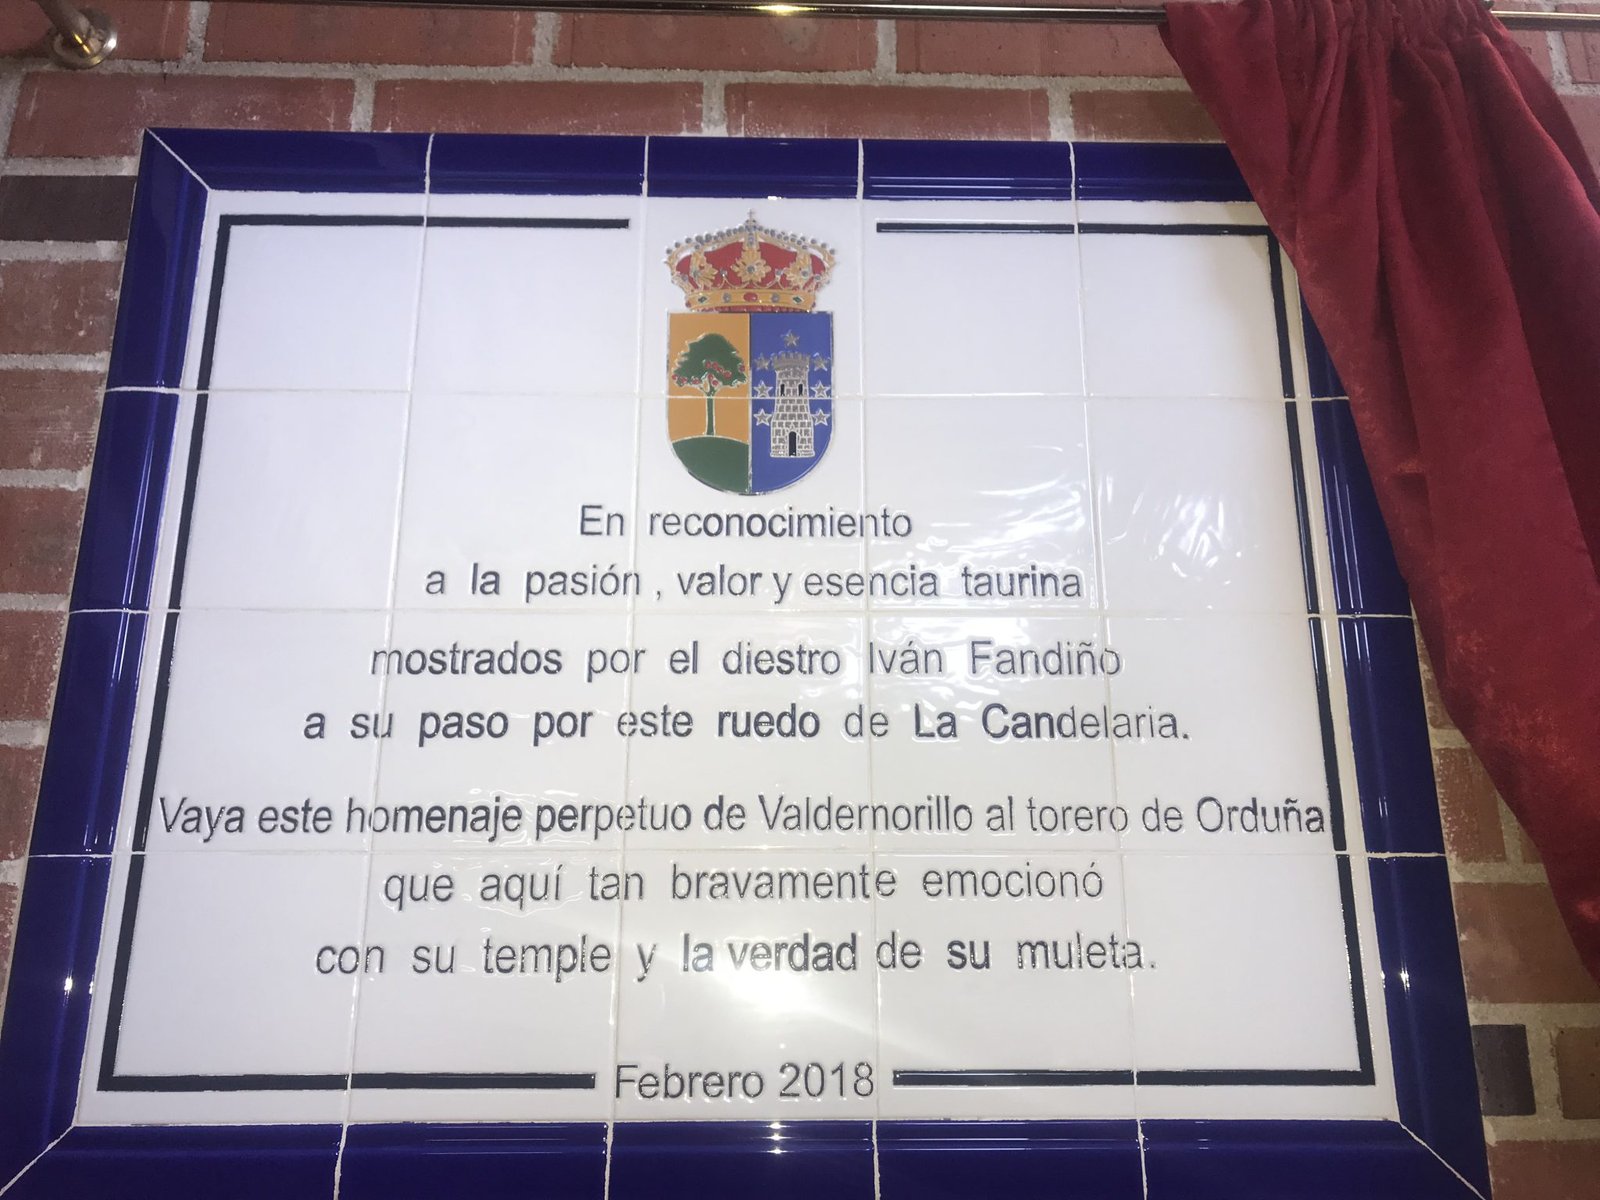 En reconocimiento
a la pasión, valor y esencia taurina
mostrados por el diestro Iván Fandiño
a su paso por este ruedo de La Candelaria.
Vaya este homenaje perpetuo de Valdemorillo al torero de Orduña
que aquí tan bravamente emocionó
con su temple y la verdad de su muleta.
Febrero 2018